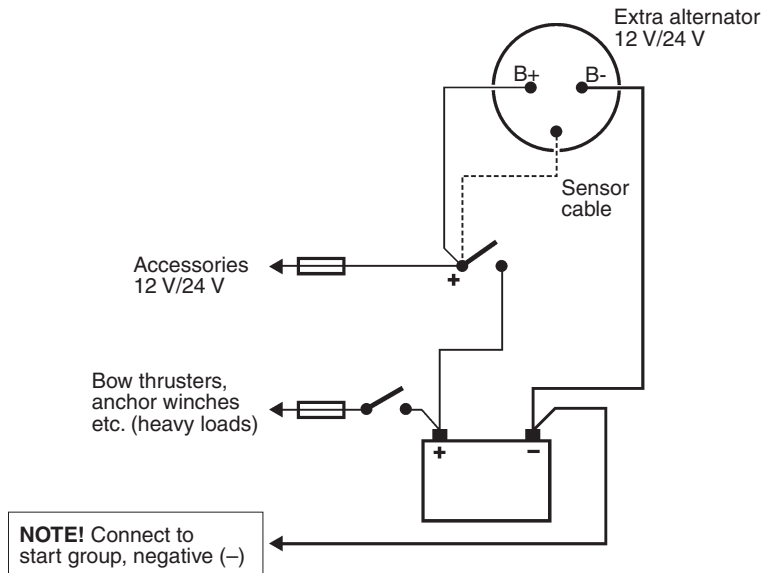 Extra alternator
12 V/24 V
B+
B-
Sensor
cable
Accessories
12 V/24 V
+
Bow thrusters,
anchor winches
etc. (heavy loads)
+
−
NOTE! Connect to
start group, negative (–)